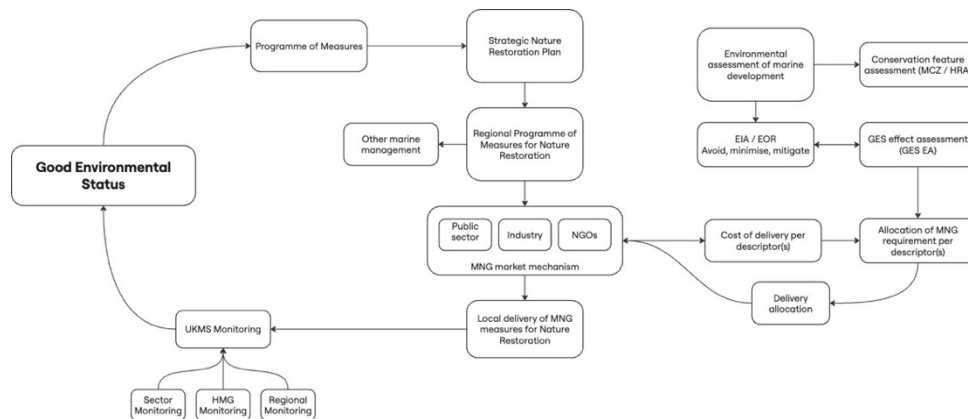 Programme of Measures
Strategic Nature
Restoration Plan
Environmental
assessment of marine
development
Conservation feature
assessment (MCZ / HRA)
Other marine
management
Regional Programme of
Measures for Nature
Restoration
EIA / EOR
Avoid, minimise, mitigate
GES effect assessment
(GES EA)
Good Environmental
Status
Public
sector
Industry
NGOs
MNG market mechanism
Cost of delivery per
descriptor(s)
Allocation of MNG
requirement per
descriptor(s)
Delivery
allocation
UKMS Monitoring
Local delivery of MNG
measures for Nature
Restoration
Sector
Monitoring
HMG
Monitoring
Regional Monitoring